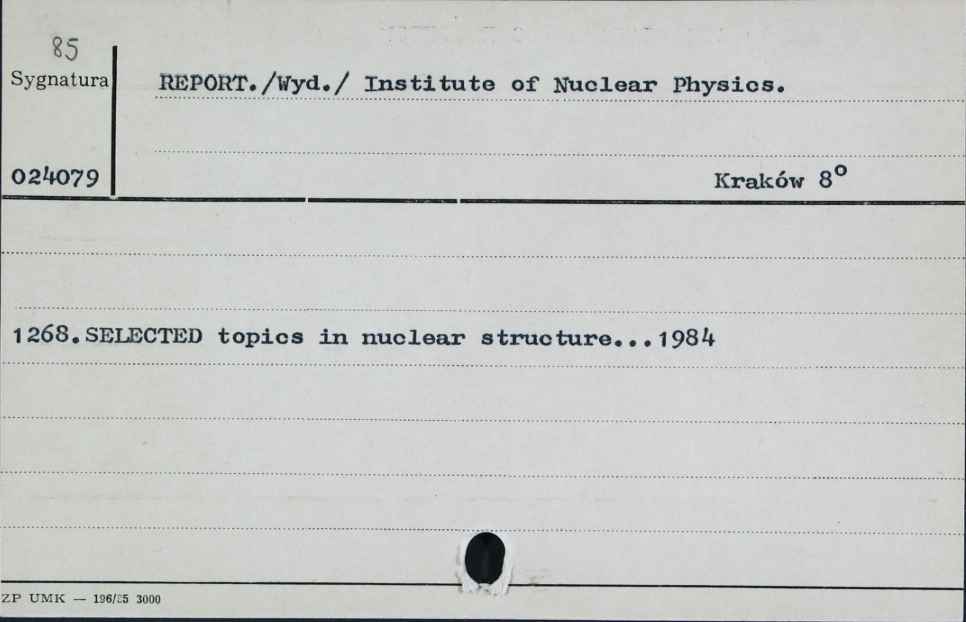 85
Sygnatura
REPORT./Wyd./ Institute of Nuclear Physics.
024079
Kraków 8°
1268.SELECTED topics in nuclear structure...1984
ZP UMK — 196/85 3000